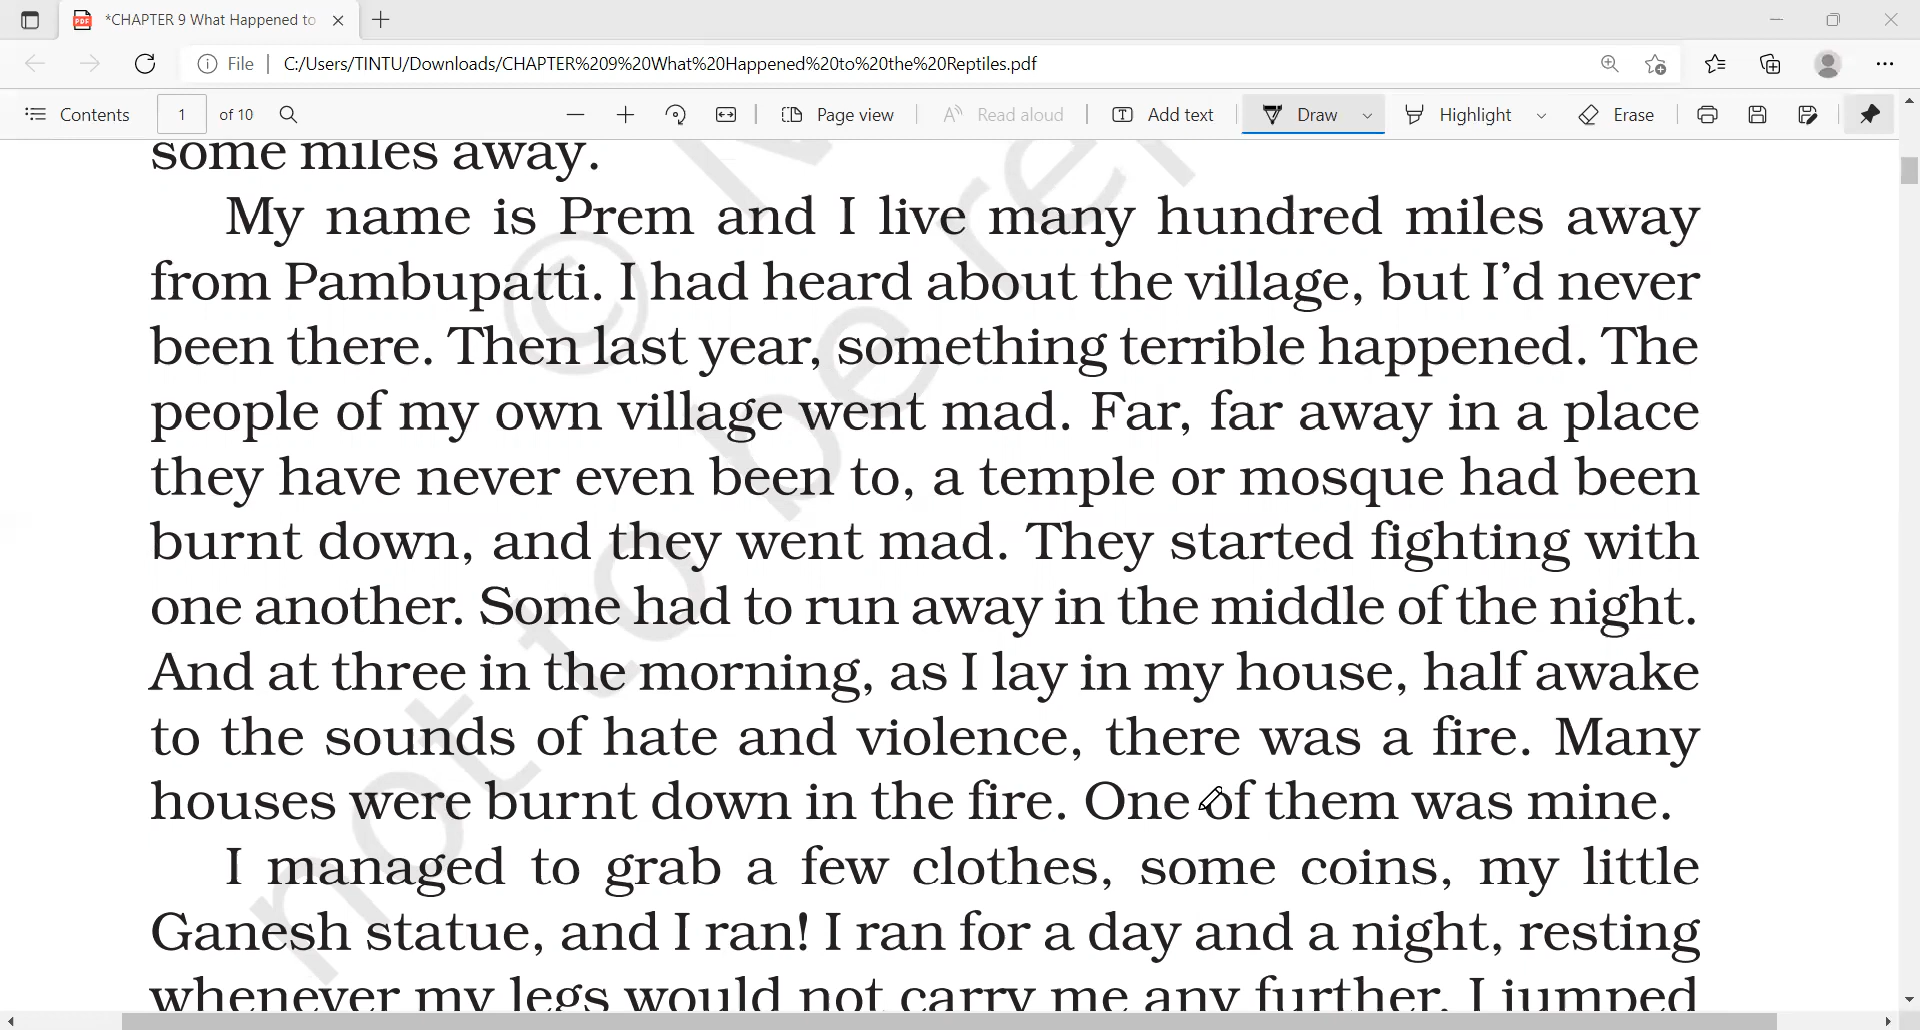 *CHAPTER 9 What Happened to
File C:/Users/TINTU/Downloads/CHAPTER%209%20What%20Happened%20to%20the%20Reptiles.pdf
Contents 1 of 10 Page view Read aloud Add text Draw Highlight Erase
some miles away.
My name is Prem and I live many hundred miles away
from Pambupatti. I had heard about the village, but I’d never
been there. Then last year, something terrible happened. The
people of my own village went mad. Far, far away in a place
they have never even been to, a temple or mosque had been
burnt down, and they went mad. They started fighting with
one another. Some had to run away in the middle of the night.
And at three in the morning, as I lay in my house, half awake
to the sounds of hate and violence, there was a fire. Many
houses were burnt down in the fire. One of them was mine.
I managed to grab a few clothes, some coins, my little
Ganesh statue, and I ran! I ran for a day and a night, resting
whenever my legs would not carry me any further. I jumped
© N
not to be rep